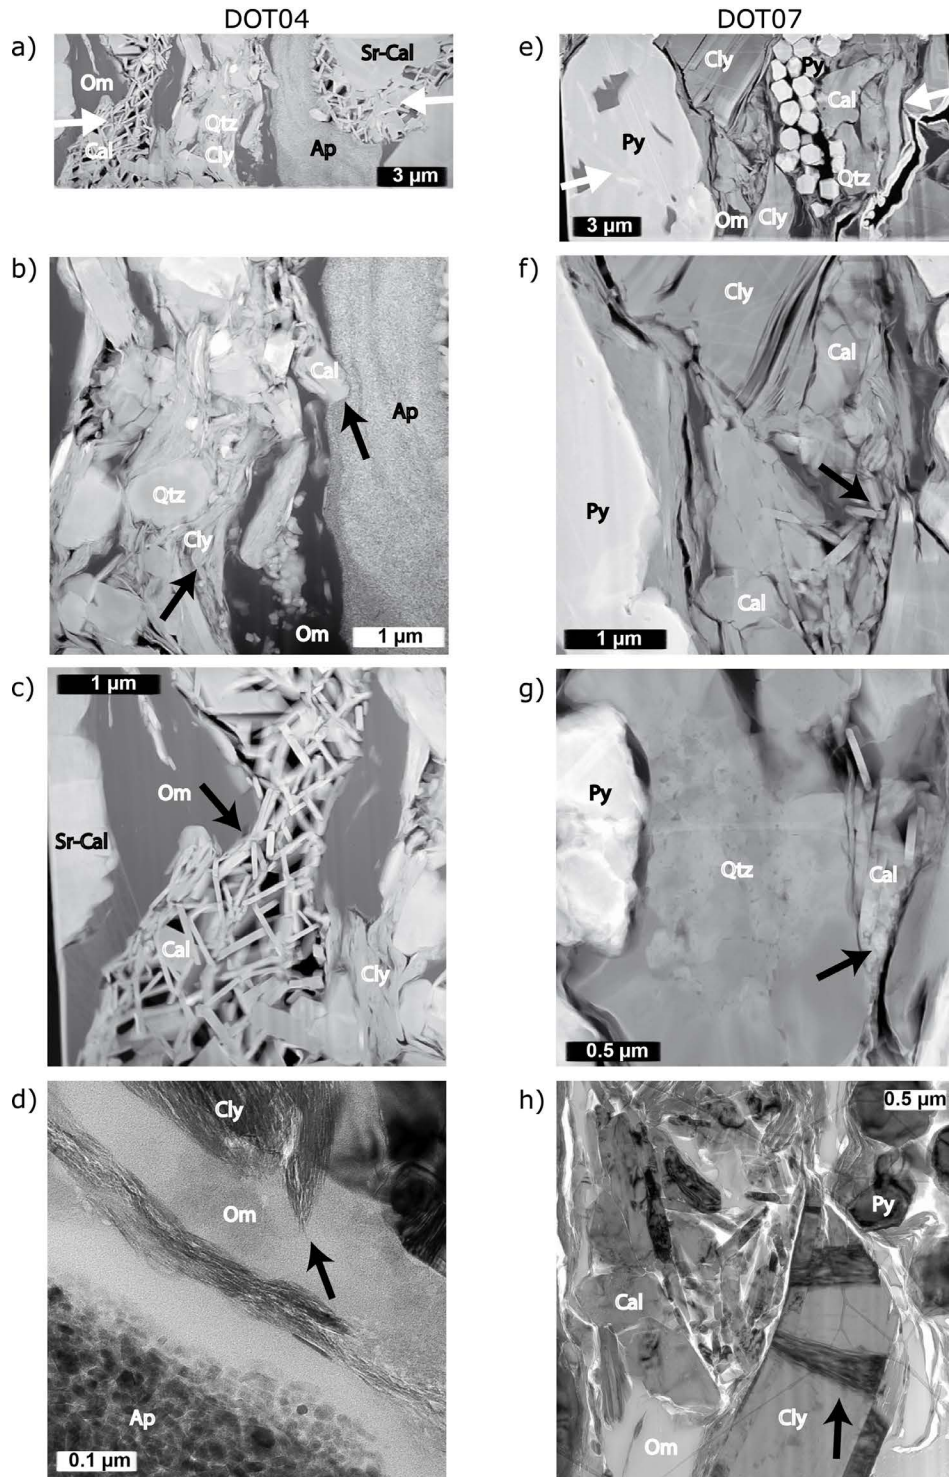 DOT04
DOT07
a)
Om
Sr-Cal
Qtz
Cal
Cly
Ap
3 µm
e)
Cly
Py
Cal
Py
Qtz
Om
Cly
3 µm
b)
Cal
Ap
Qtz
Cly
Om
1 µm
f)
Cly
Cal
Py
Cal
1 µm
c)
1 µm
Om
Sr-Cal
Cal
Cly
g)
Py
Qtz
Cal
0.5 µm
d)
Cly
Om
Ap
0.1 µm
h)
0.5 µm
Py
Cal
Cly
Om